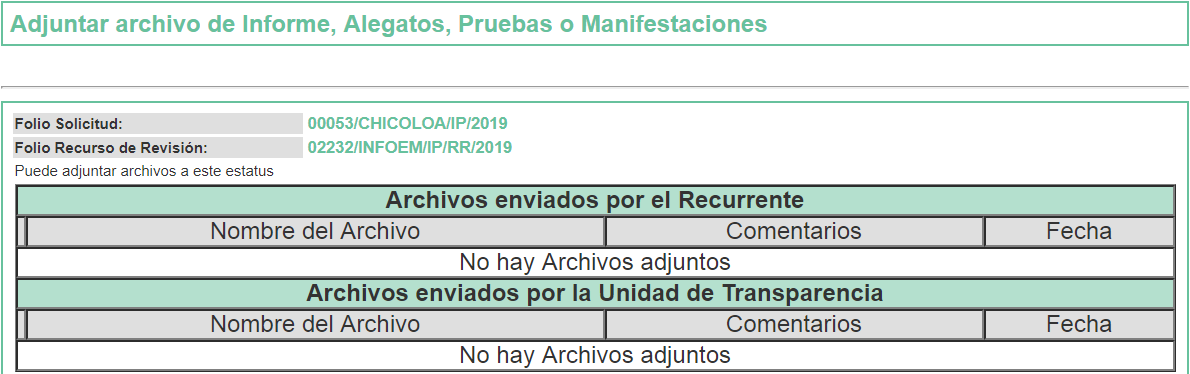 Adjuntar archivo de Informe, Alegatos, Pruebas o Manifestaciones
Folio Solicitud: 00053/CHICOLOA/IP/2019
Folio Recurso de Revisión: 02232/INFOEM/IP/RR/2019
Puede adjuntar archivos a este estatus
Archivos enviados por el Recurrente
Nombre del Archivo Comentarios Fecha
No hay Archivos adjuntos
Archivos enviados por la Unidad de Transparencia
Nombre del Archivo Comentarios Fecha
No hay Archivos adjuntos